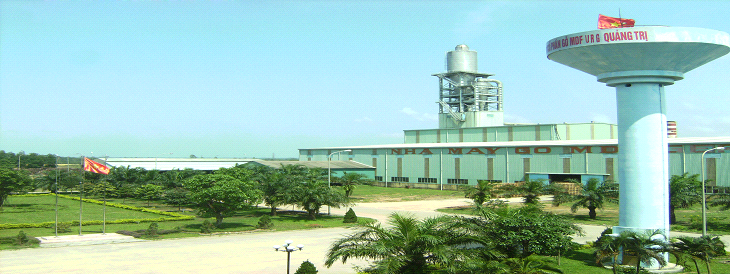 PHẦN GỖ MDF VRG QUẢNG TRỊ
NHÀ MÁY GỖ MD